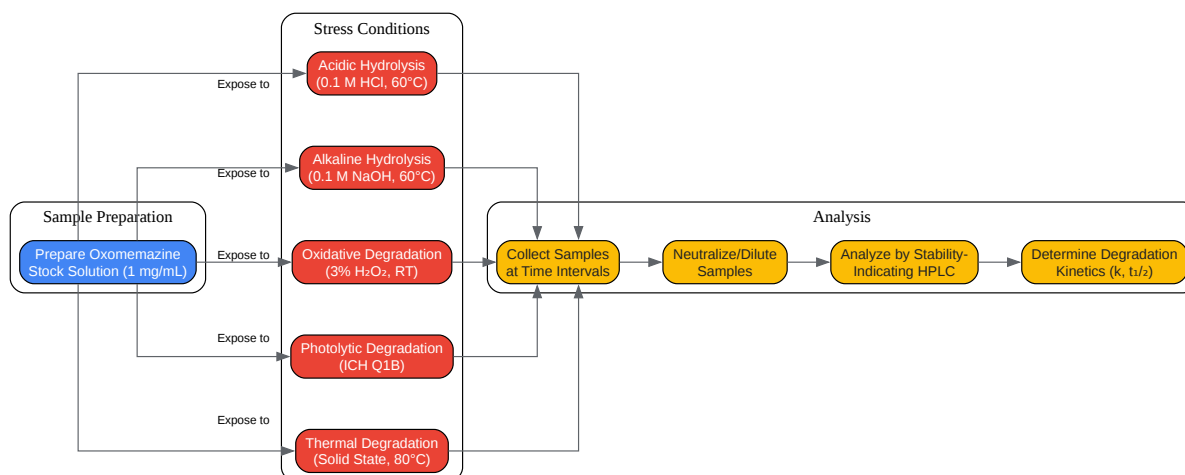 Stress Conditions
Acidic Hydrolysis
(0.1 M HCl, 60°C)
Expose to
Alkaline Hydrolysis
(0.1 M NaOH, 60°C)
Expose to
Sample Preparation
Prepare Oxomemazine
Stock Solution (1 mg/mL)
Expose to
Oxidative Degradation
(3% H₂O₂, RT)
Expose to
Photolytic Degradation
(ICH Q1B)
Expose to
Thermal Degradation
(Solid State, 80°C)
Analysis
Collect Samples
at Time Intervals
Neutralize/Dilute
Samples
Analyze by Stability-
Indicating HPLC
Determine Degradation
Kinetics (k, t₁/₂)